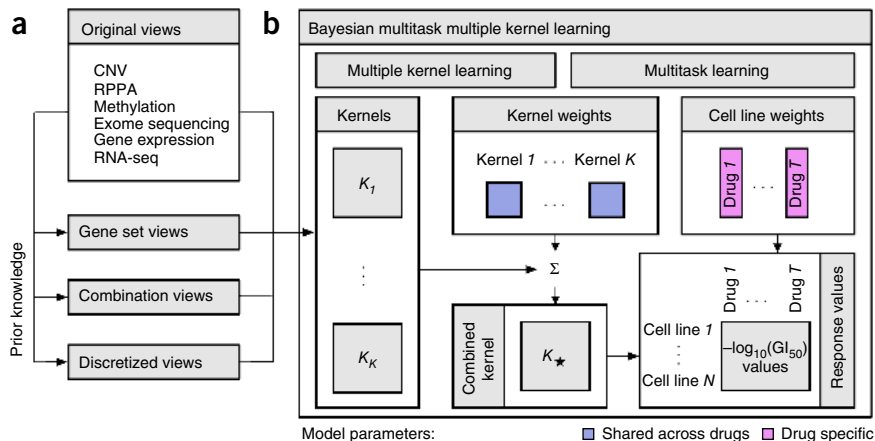 a
Original views
CNV
RPPA
Methylation
Exome sequencing
Gene expression
RNA-seq
Prior knowledge
Gene set views
Combination views
Discretized views
b
Bayesian multitask multiple kernel learning
Multiple kernel learning
Multitask learning
Kernels
K1
⋮
KK
Kernel weights
Kernel 1 . . . . Kernel K
. . .
Σ
Combined kernel
K★
Cell line weights
Drug 1 . . . Drug T
Drug 1 . . . Drug T
Cell line 1
⋮
Cell line N
–log10(GI50)
values
Response values
Model parameters:
Shared across drugs
Drug specific